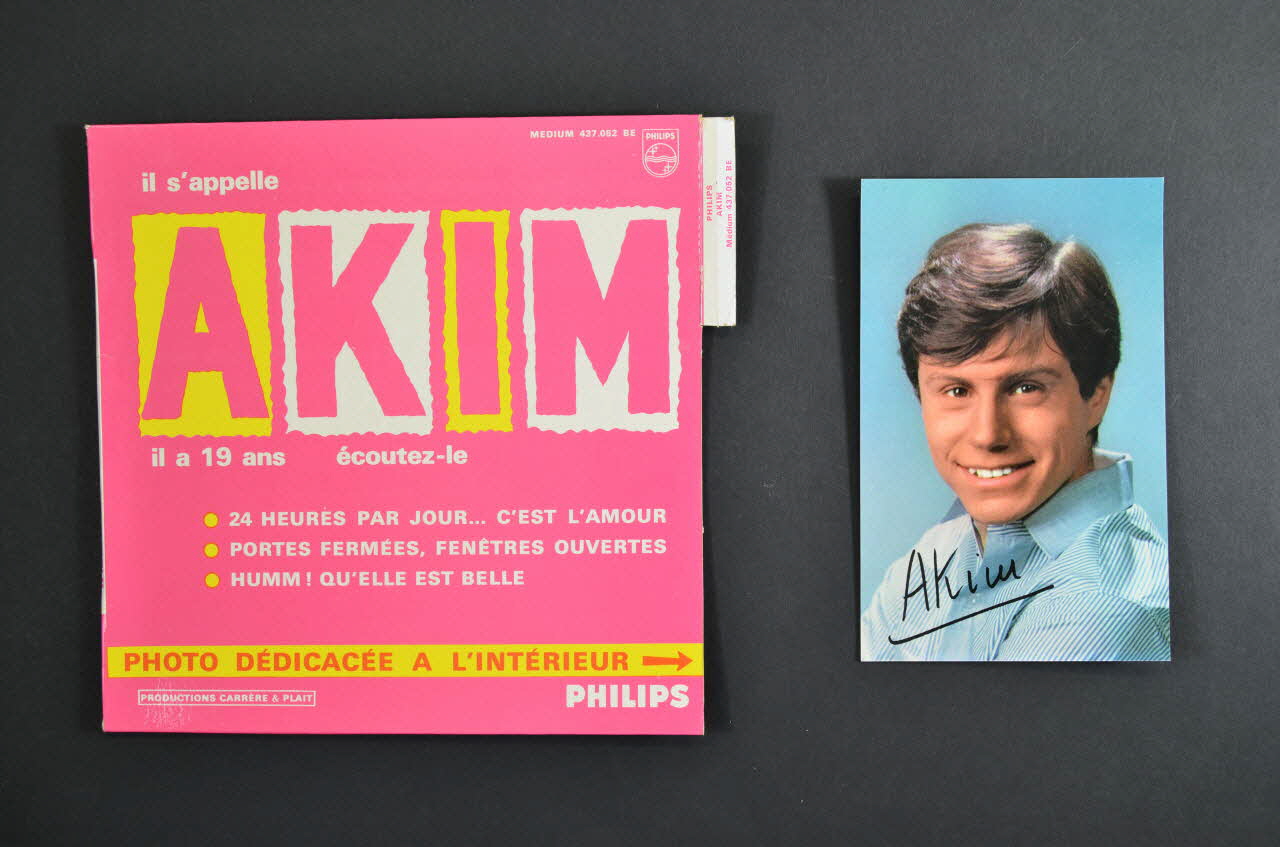 MEDIUM 437.052 BE
PHILIPS
il s'appelle
AKIM
il a 19 ans écoutez-le
24 HEURES PAR JOUR... C'EST L'AMOUR
PORTES FERMÉES, FENÊTRES OUVERTES
HUMM! QU'ELLE EST BELLE
PHOTO DÉDICACÉE A L'INTÉRIEUR
PRODUCTIONS CARRÈRE & PLAIT
PHILIPS
PHILIPS
AKIM -
Médium 437.052 BE
AKim